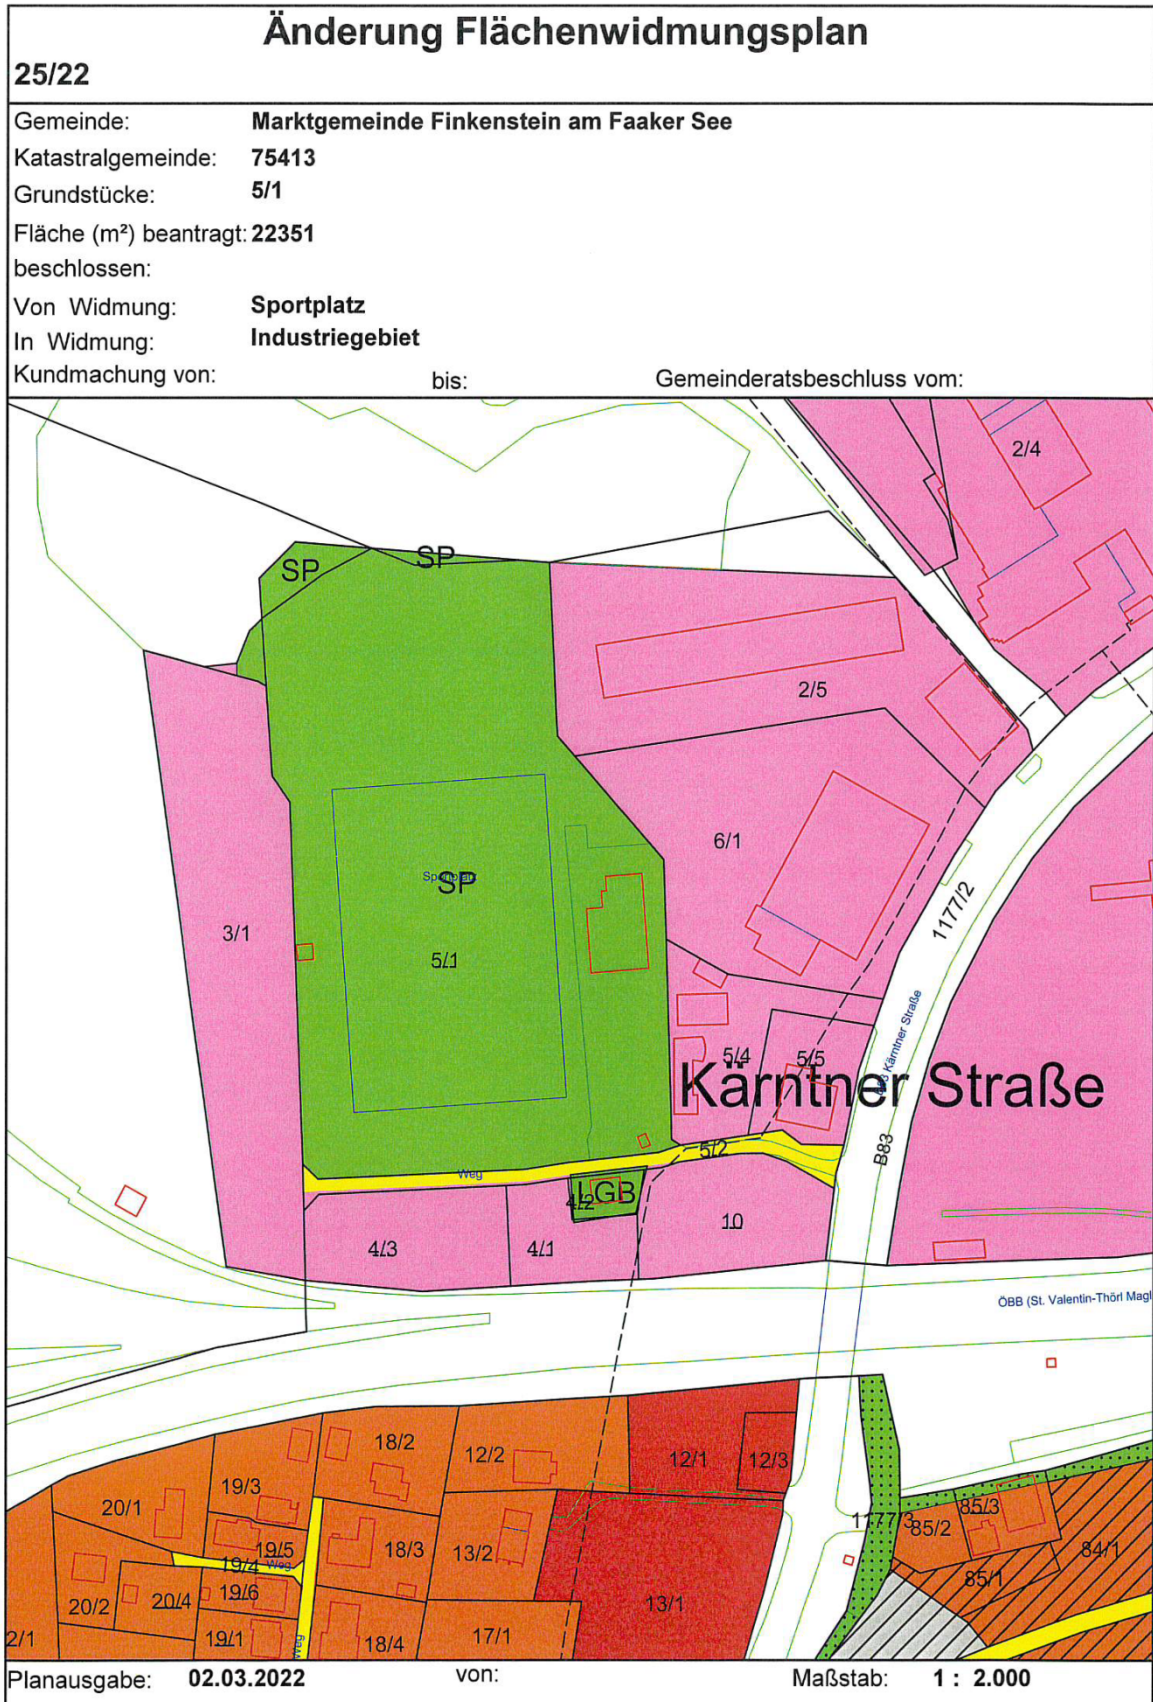 Änderung Flächenwidmungsplan
25/22
Gemeinde: Marktgemeinde Finkenstein am Faaker See
Katastralgemeinde: 75413
Grundstücke: 5/1
Fläche (m²) beantragt: 22351
beschlossen:
Von Widmung: Sportplatz
In Widmung: Industriegebiet
Kundmachung von: bis: Gemeinderatsbeschluss vom:
2/4
SP
SP
2/5
6/1
Sportplatz
SP
3/1
5/1
1177/2
B83 Kärntner Straße
5/4
5/5
Kärntner Straße
B83
5/2
Weg
LGB
4/2
10
4/3
4/1
ÖBB (St. Valentin-Thörl Magl
18/2
12/2
12/1
12/3
19/3
20/1
85/3
1177/3
85/2
19/5
18/3
13/2
84/1
19/4
Weg
19/6
85/1
20/2
20/4
13/1
2/1
19/1
Weg
18/4
17/1
Planausgabe: 02.03.2022 von: Maßstab: 1 : 2.000